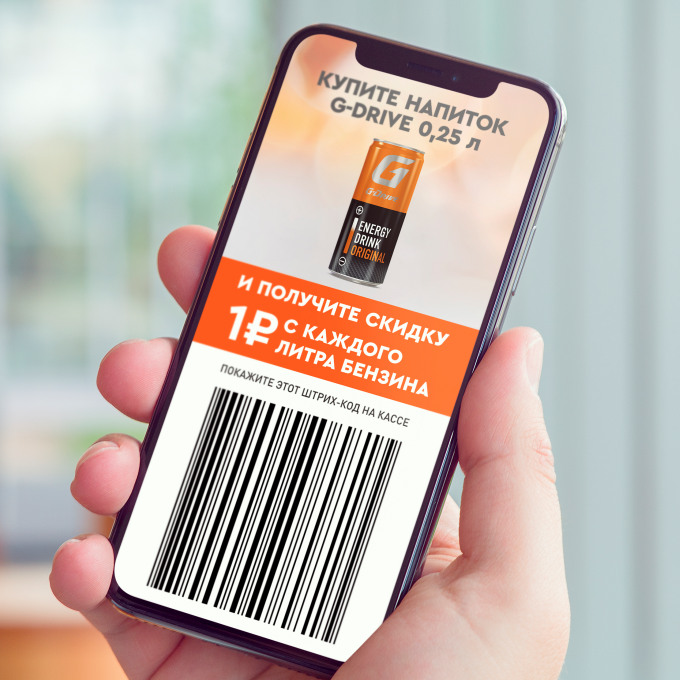 КУПИТЕ НАПИТОК
G-DRIVE 0,25 л
G
G-Drive
ENERGY
DRINK
ORIGINAL
И ПОЛУЧИТЕ СКИДКУ
1₽ С КАЖДОГО
ЛИТРА БЕНЗИНА
ПОКАЖИТЕ ЭТОТ ШТРИХ-КОД НА КАССЕ